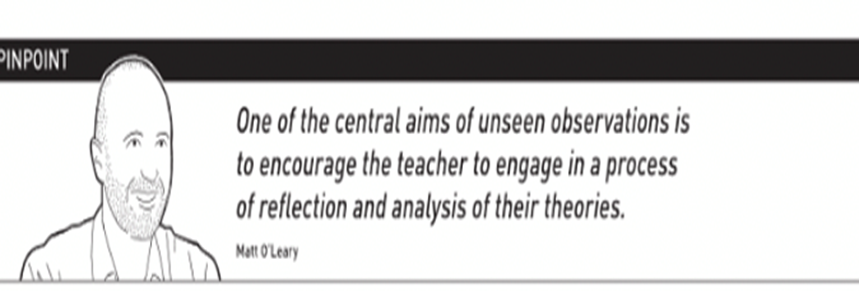 PINPOINT
One of the central aims of unseen observations is
to encourage the teacher to engage in a process
of reflection and analysis of their theories.
Matt O'Leary